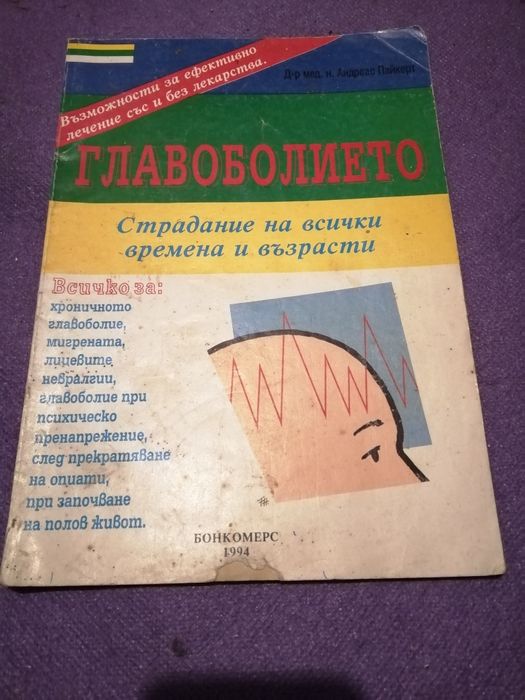 Възможности за ефективно
лечение със и без лекарства.
Д-р мед. н. Андреас Пайкерт
ГЛАВОБОЛИЕТО
Страдание на всички
времена и възрасти
Всичко за:
хроничното
главоболие,
мигрената,
лицевите
невралгии,
главоболие при
психическо
пренапрежение,
след прекратяване
на опиати,
при започване
на полов живот.
БОНКОМЕРС
1994